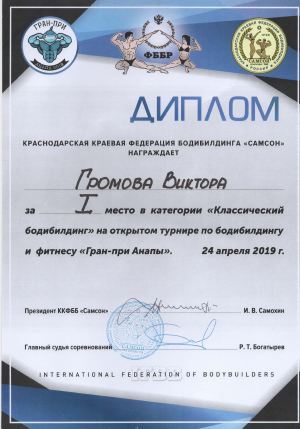 ГРАН-ПРИ
ФББР
САМСОН
ДИПЛОМ
КРАСНОДАРСКАЯ КРАЕВАЯ ФЕДЕРАЦИЯ БОДИБИЛДИНГА «САМСОН»
НАГРАЖДАЕТ
Громова Виктора
за I место в категории «Классический
бодибилдинг» на открытом турнире по бодибилдингу
и фитнесу «Гран-при Анапы». 24 апреля 2019 г.
Президент ККФББ «Самсон» И. В. Самохин
Главный судья соревнований Р. Т. Богатырев
INTERNATIONAL FEDERATION OF BODYBUILDERS